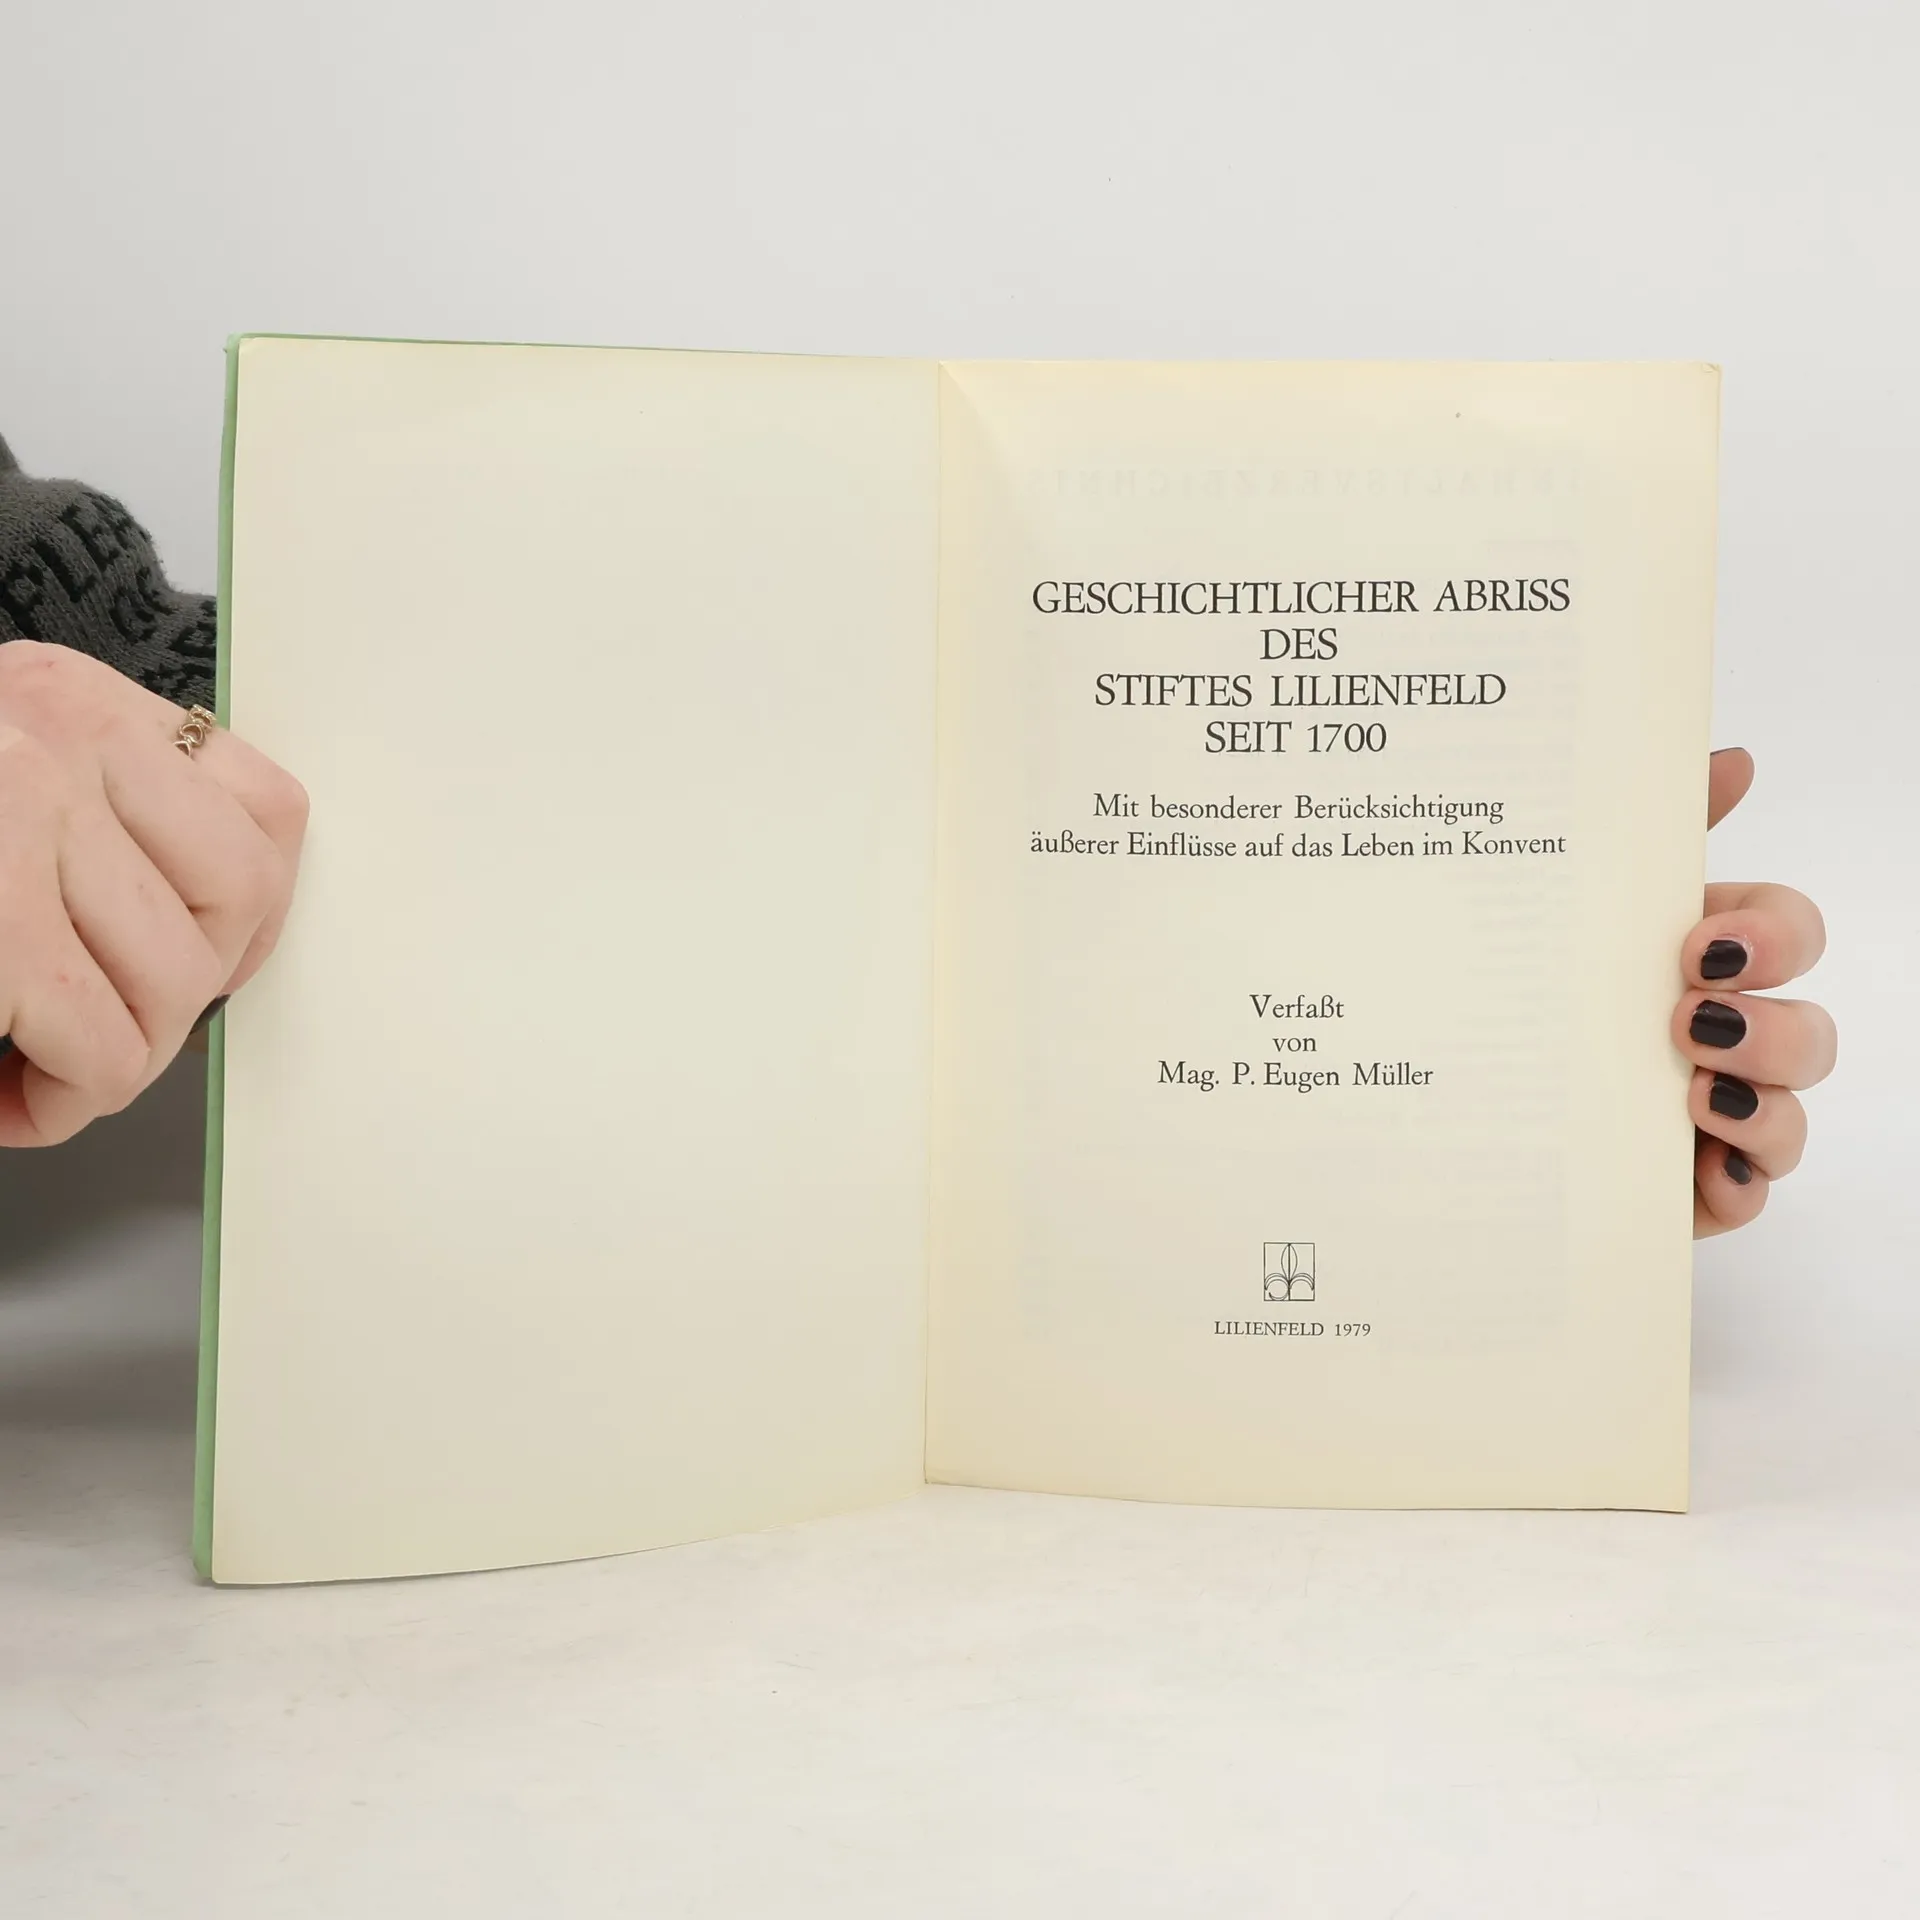 GESCHICHTLICHER ABRISS
DES
STIFTES LILIENFELD
SEIT 1700
Mit besonderer Berücksichtigung
äußerer Einflüsse auf das Leben im Konvent
Verfaßt
von
Mag. P. Eugen Müller
LILIENFELD 1979